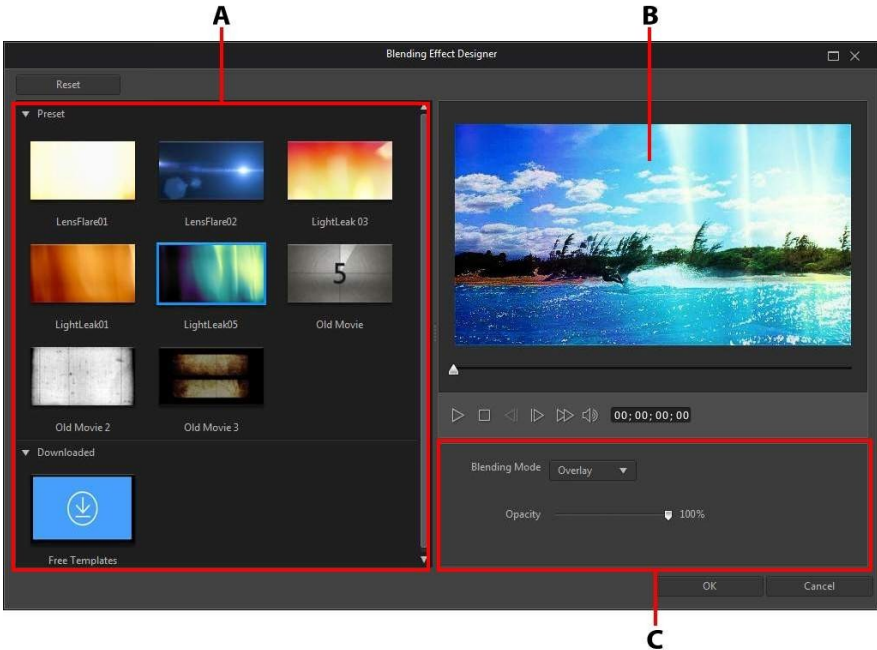 A
B
Blending Effect Designer
Reset
Preset
LensFlare01
LensFlare02
LightLeak 03
LightLeak01
LightLeak05
5
Old Movie
Old Movie 2
Old Movie 3
Downloaded
Free Templates
00; 00; 00; 00
Blending Mode
Overlay
Opacity
100%
OK
Cancel
C